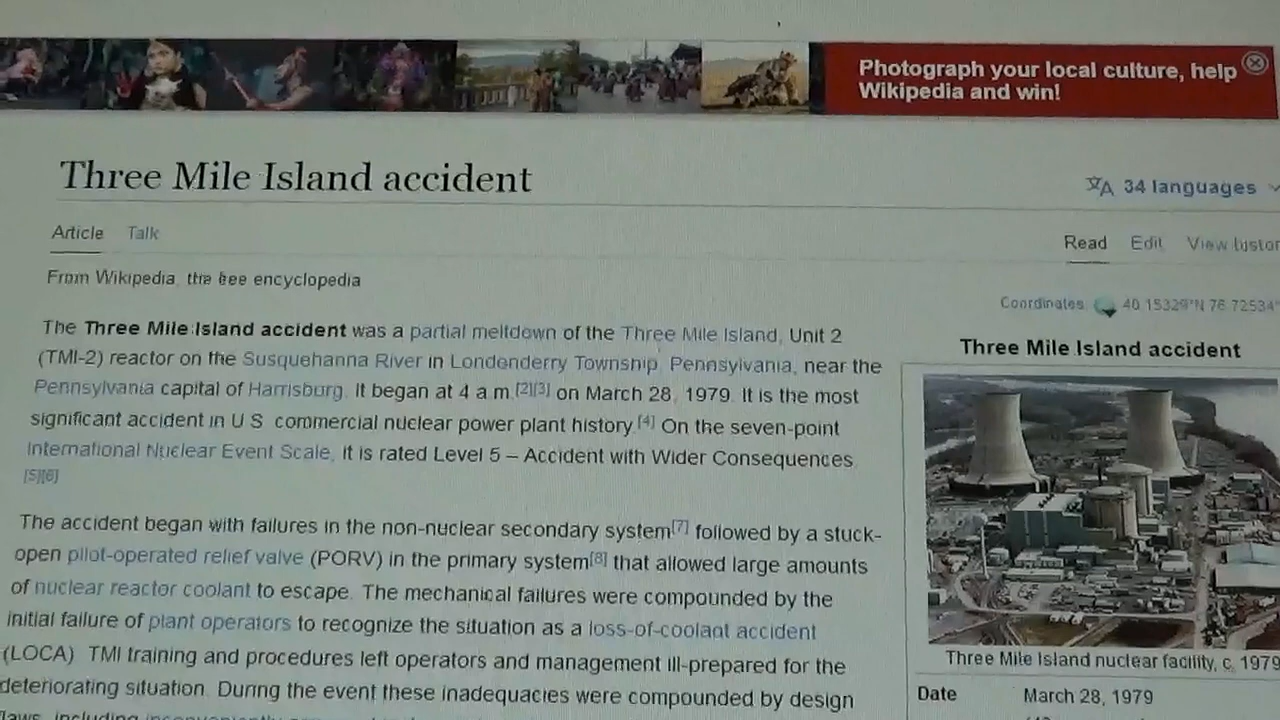 Photograph your local culture, help
Wikipedia and win!
Three Mile Island accident
34 languages
Article Talk
Read Edit View
From Wikipedia, the free encyclopedia
Coordinates 40.15329°N 76.72534°
The Three Mile Island accident was a partial meltdown of the Three Mile Island, Unit 2
(TMI-2) reactor on the Susquehanna River in Londonderry Township, Pennsylvania, near the
Pennsylvania capital of Harrisburg. It began at 4 a.m.[2][3] on March 28, 1979. It is the most
significant accident in U.S. commercial nuclear power plant history.[4] On the seven-point
International Nuclear Event Scale, it is rated Level 5 – Accident with Wider Consequences.
[5][6]
The accident began with failures in the non-nuclear secondary system[7] followed by a stuck-
open pilot-operated relief valve (PORV) in the primary system[8] that allowed large amounts
of nuclear reactor coolant to escape. The mechanical failures were compounded by the
initial failure of plant operators to recognize the situation as a loss-of-coolant accident
(LOCA). TMI training and procedures left operators and management ill-prepared for the
deteriorating situation. During the event these inadequacies were compounded by design
including
Three Mile Island accident
Three Mile Island nuclear facility, c. 1979
Date March 28, 1979